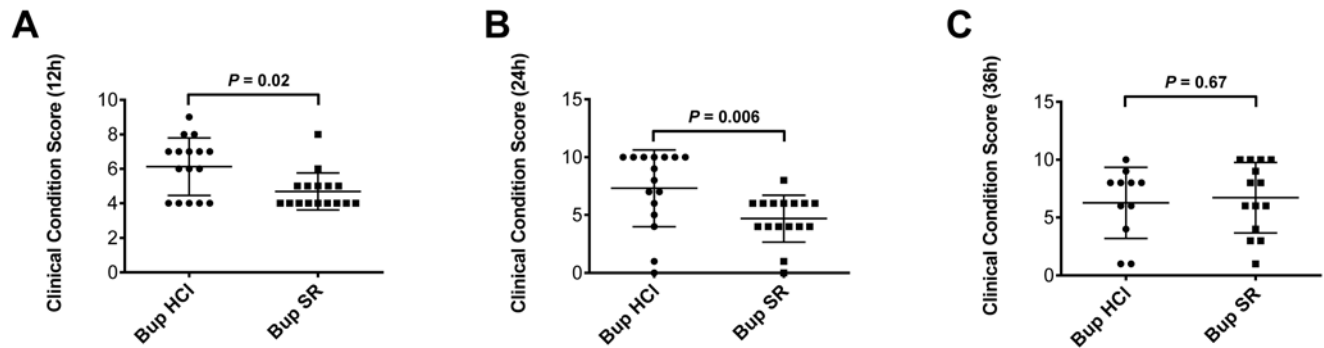 A
Clinical Condition Score (12h)
P = 0.02
10
8
6
4
2
0
Bup HCl
Bup SR
B
Clinical Condition Score (24h)
P = 0.006
15
10
5
0
Bup HCl
Bup SR
C
Clinical Condition Score (36h)
P = 0.67
15
10
5
0
Bup HCl
Bup SR